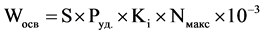 Wосв = S × Pуд. × Ki × Nмакс × 10⁻³